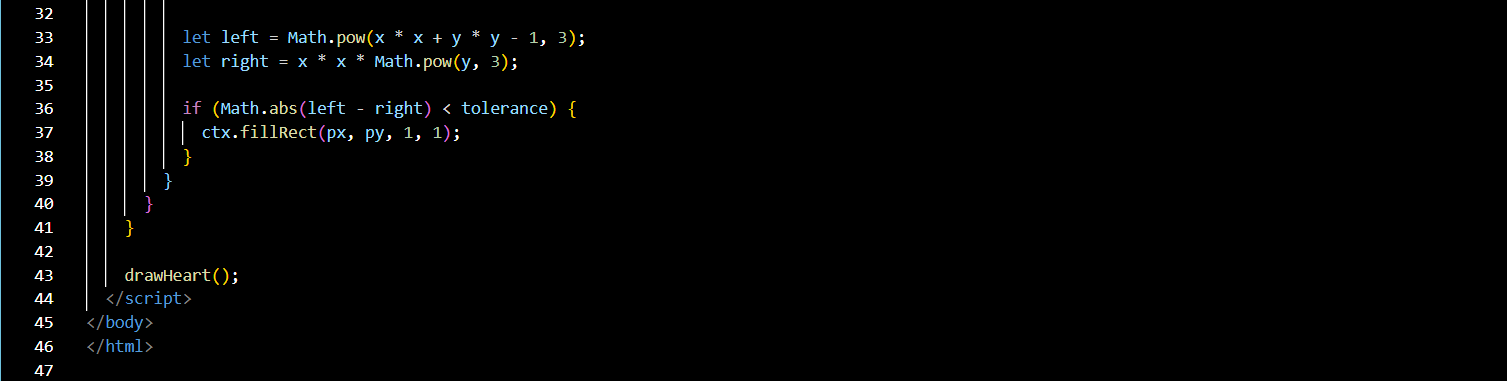 32
33 let left = Math.pow(x * x + y * y - 1, 3);
34 let right = x * x * Math.pow(y, 3);
35
36 if (Math.abs(left - right) < tolerance) {
37 ctx.fillRect(px, py, 1, 1);
38 }
39 }
40 }
41 }
42
43 drawHeart();
44 </script>
45 </body>
46 </html>
47